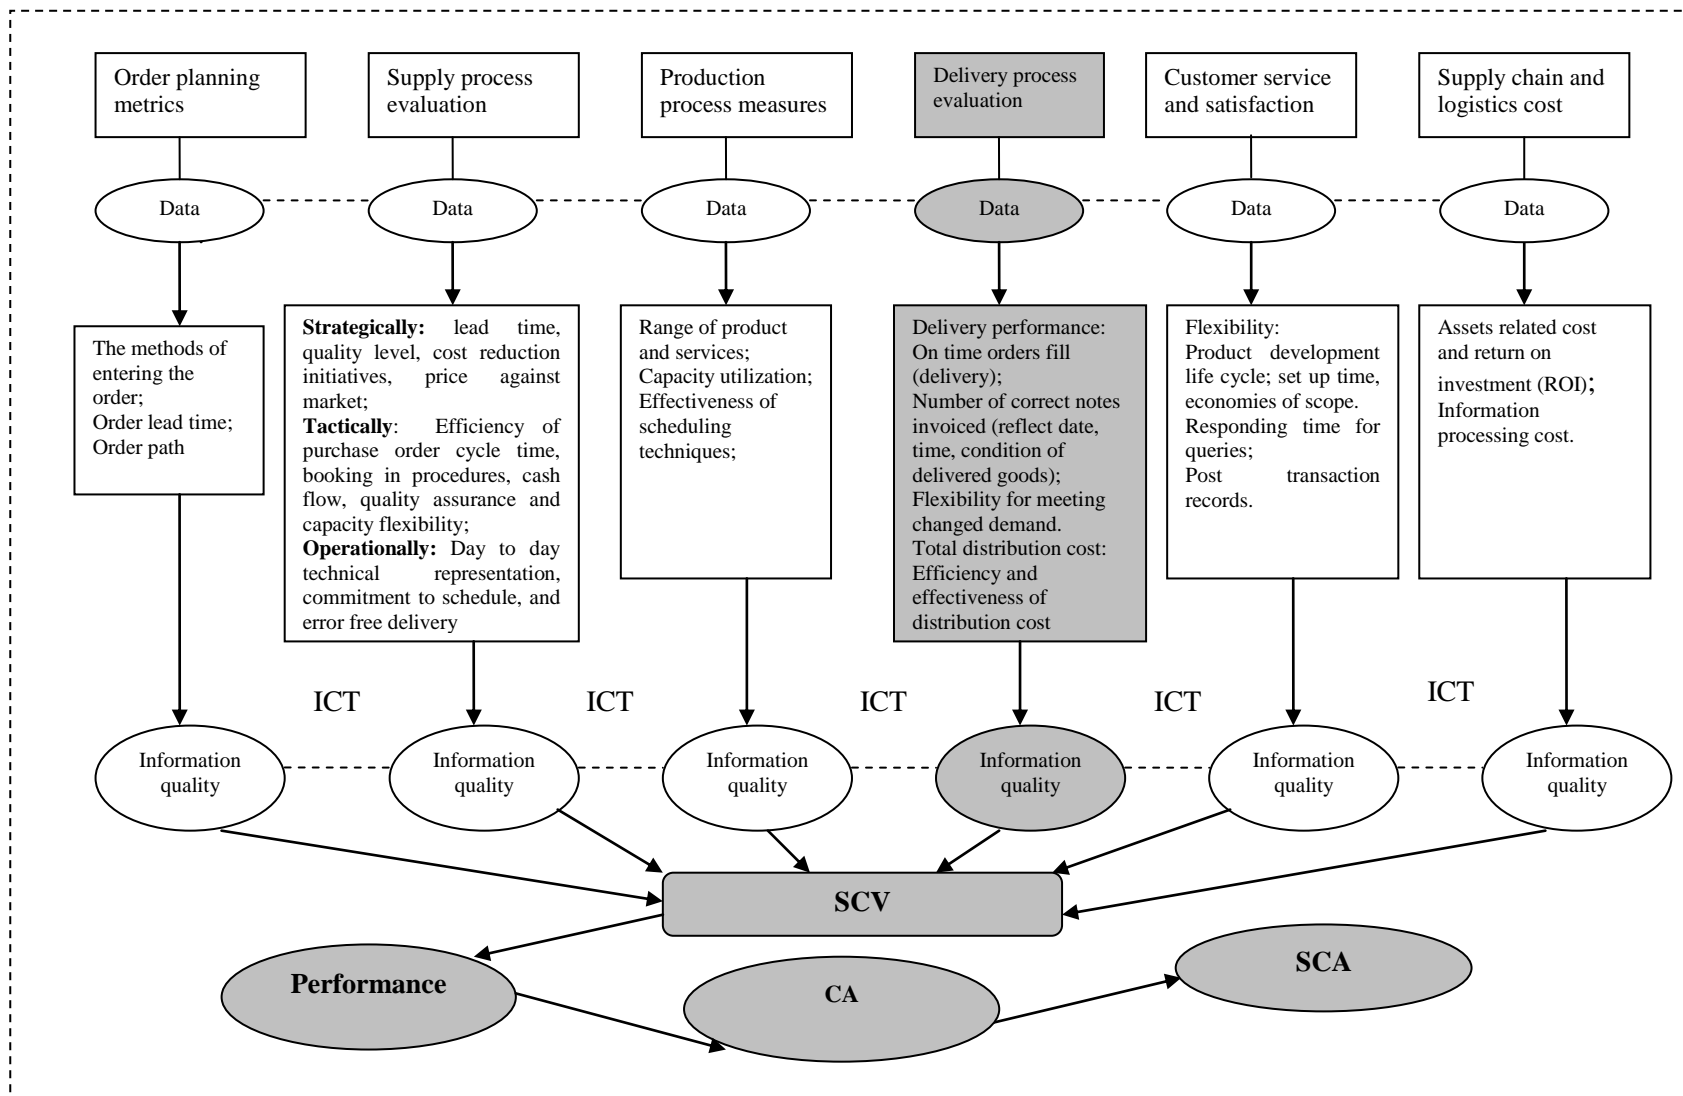 Order planning
metrics
Supply process
evaluation
Production
process measures
Delivery process
evaluation
Customer service
and satisfaction
Supply chain and
logistics cost
Data
Data
Data
Data
Data
Data
The methods of
entering the
order;
Order lead time;
Order path
Strategically: lead time,
quality level, cost reduction
initiatives, price against
market;
Tactically: Efficiency of
purchase order cycle time,
booking in procedures, cash
flow, quality assurance and
capacity flexibility;
Operationally: Day to day
technical representation,
commitment to schedule, and
error free delivery
Range of product
and services;
Capacity utilization;
Effectiveness of
scheduling
techniques;
Delivery performance:
On time orders fill
(delivery);
Number of correct notes
invoiced (reflect date,
time, condition of
delivered goods);
Flexibility for meeting
changed demand.
Total distribution cost:
Efficiency and
effectiveness of
distribution cost
Flexibility:
Product development
life cycle; set up time,
economies of scope.
Responding time for
queries;
Post transaction
records.
Assets related cost
and return on
investment (ROI);
Information
processing cost.
ICT
ICT
ICT
ICT
ICT
Information
quality
Information
quality
Information
quality
Information
quality
Information
quality
Information
quality
SCV
Performance
CA
SCA